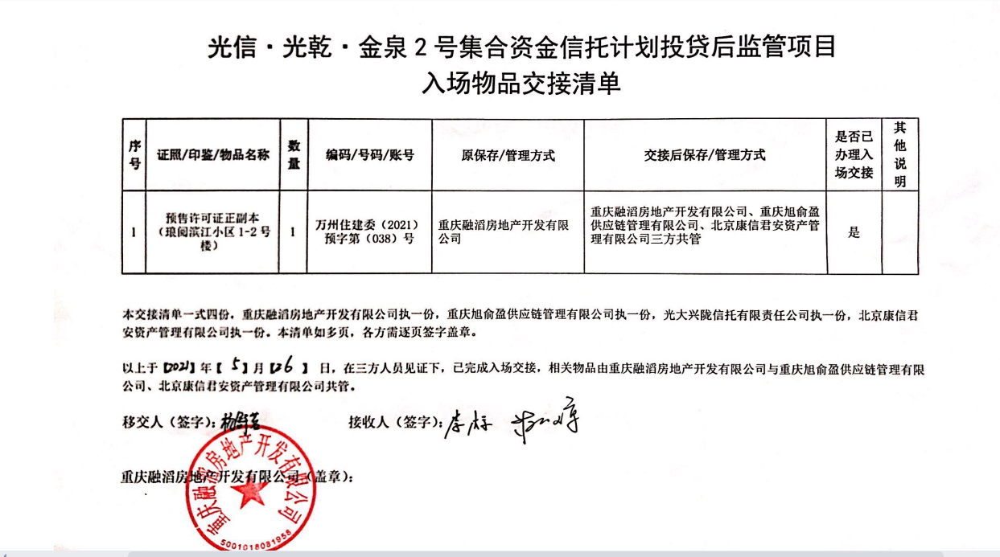 光信·光乾·金泉2号集合资金信托计划投贷后监管项目
入场物品交接清单
序号 证照/印鉴/物品名称 数量 编码/号码/账号 原保存/管理方式 交接后保存/管理方式 是否已办理入场交接 其他说明
1 预售许可证正副本（琅阅滨江小区1-2号楼） 1 万州住建委（2021）预字第（038）号 重庆融滔房地产开发有限公司 重庆融滔房地产开发有限公司、重庆旭俞盈供应链管理有限公司、北京康信君安资产管理有限公司三方共管 是
本交接清单一式四份，重庆融滔房地产开发有限公司执一份，重庆旭俞盈供应链管理有限公司执一份，光大兴陇信托有限责任公司执一份，北京康信君
安资产管理有限公司执一份。本清单如多页，各方需逐页签字盖章。
以上于【2021】年【5】月【26】日，在三方人员见证下，已完成入场交接，相关物品由重庆融滔房地产开发有限公司与重庆旭俞盈供应链管理有限
公司、北京康信君安资产管理有限公司共管。
移交人（签字）： 接收人（签字）：
重庆融滔房地产开发有限公司（盖章）：
重庆融滔房地产开发有限公司
5001018081958